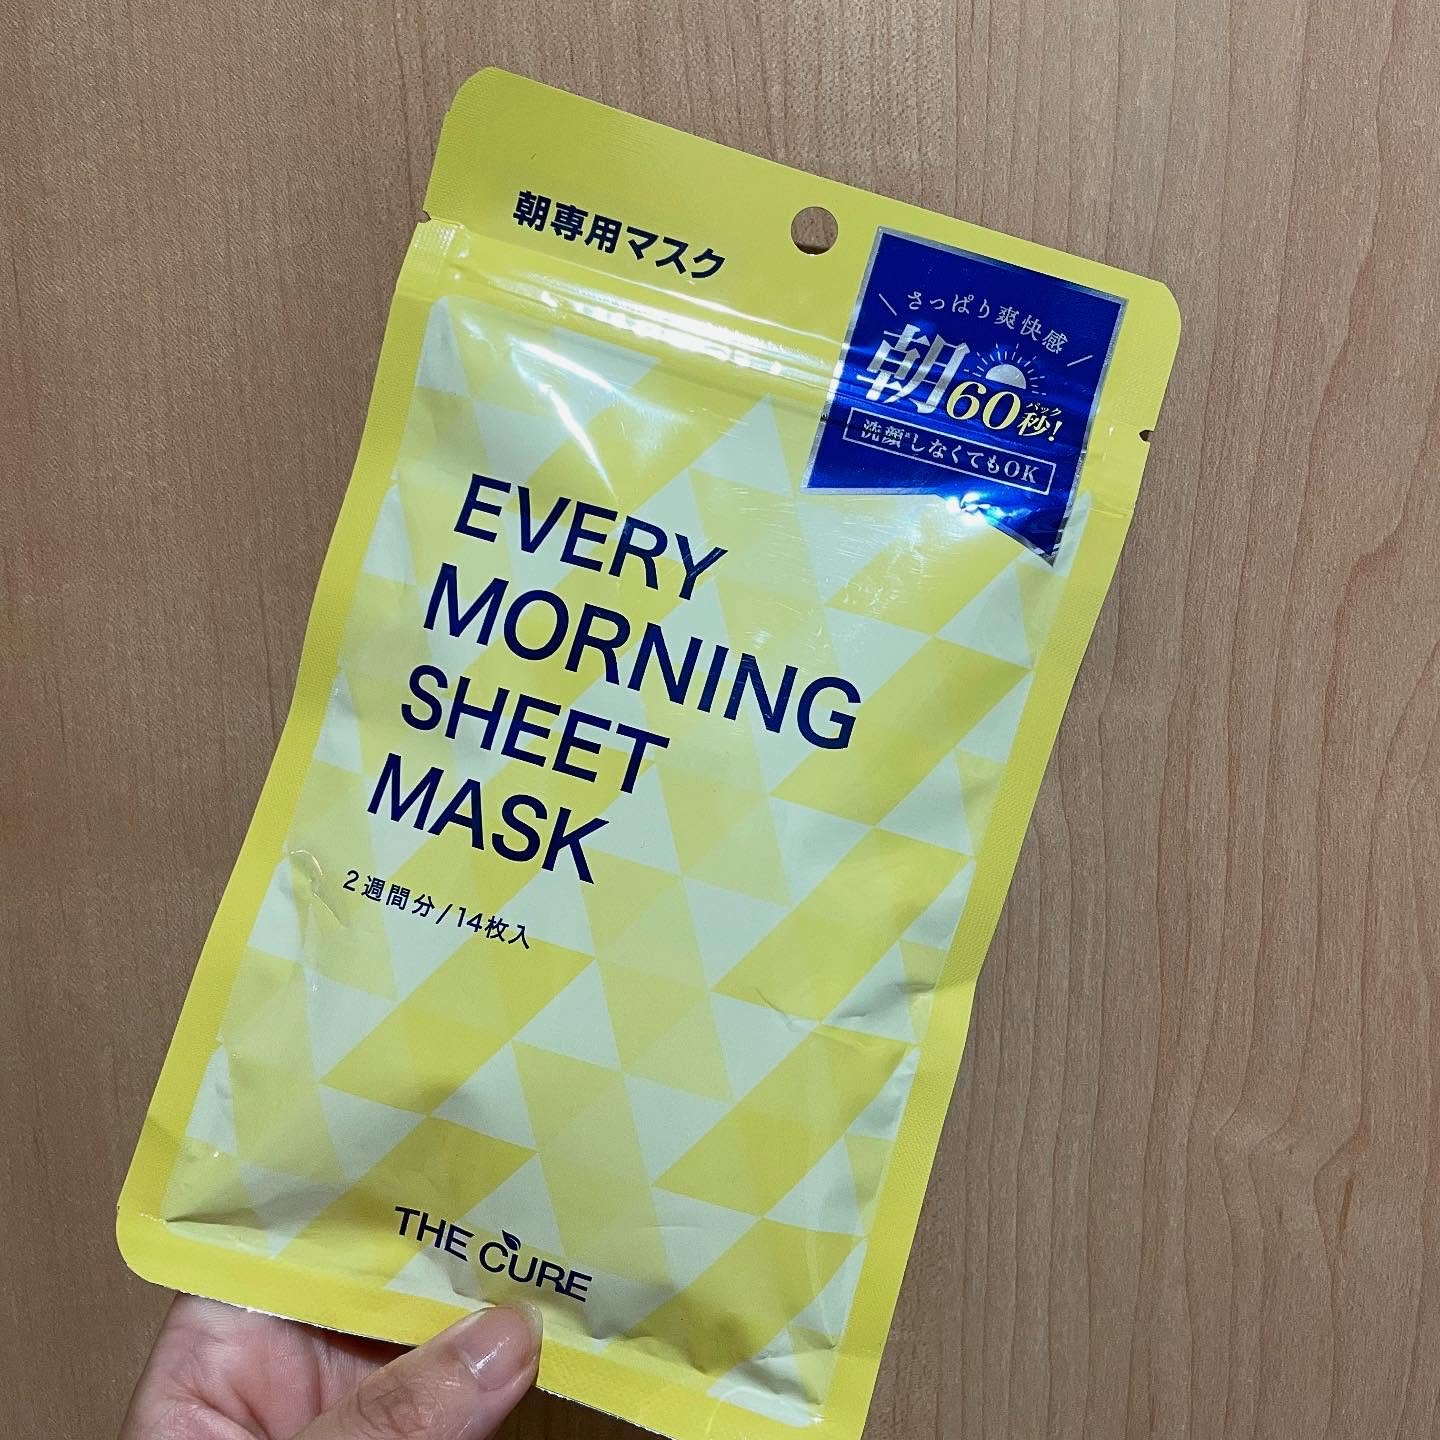 朝専用マスク
さっぱり爽快感
朝60秒!
パック
洗顔*しなくてもOK
EVERY
MORNING
SHEET
MASK
2週間分/14枚入
THE CURE